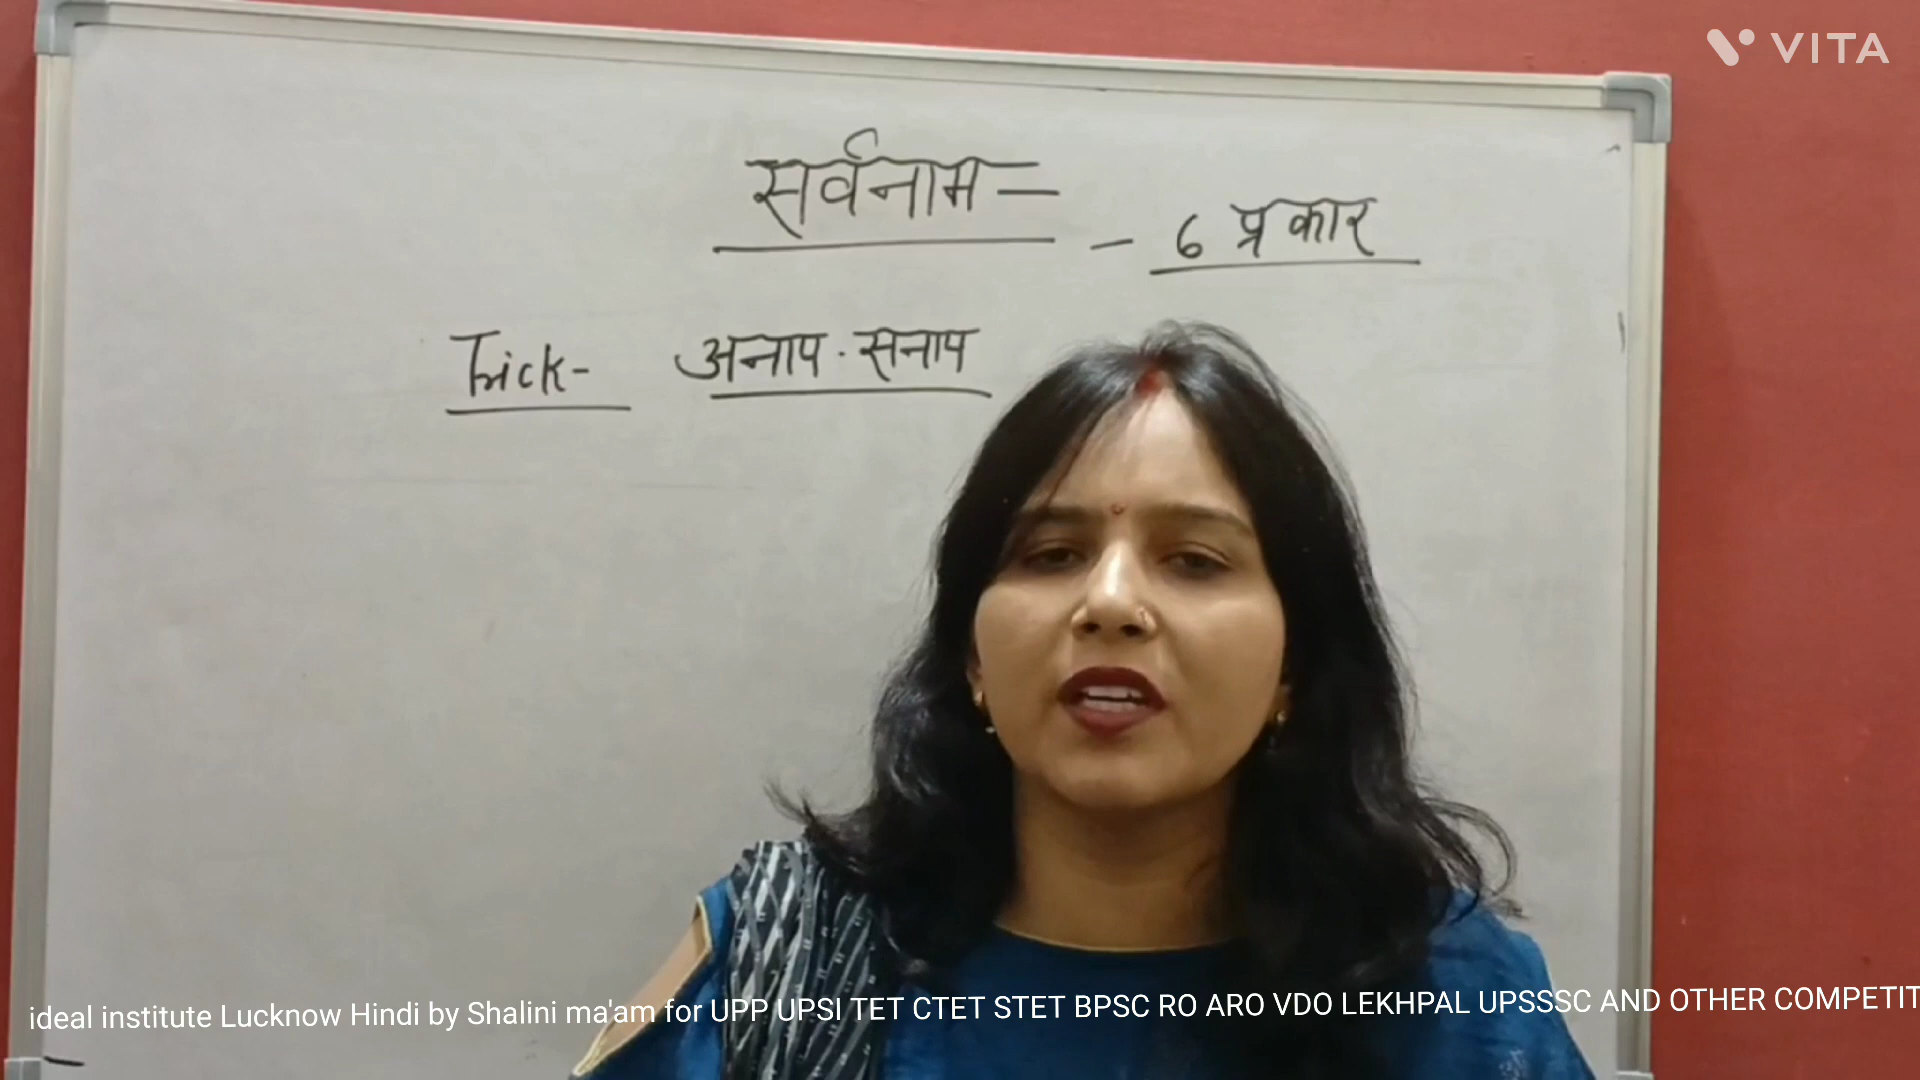 VITA
सर्वनाम =
– 6 प्रकार
Trick- अनाप - सनाप
ideal institute Lucknow Hindi by Shalini ma'am for UPP UPSI TET CTET STET BPSC RO ARO VDO LEKHPAL UPSSSC AND OTHER COMPETIT